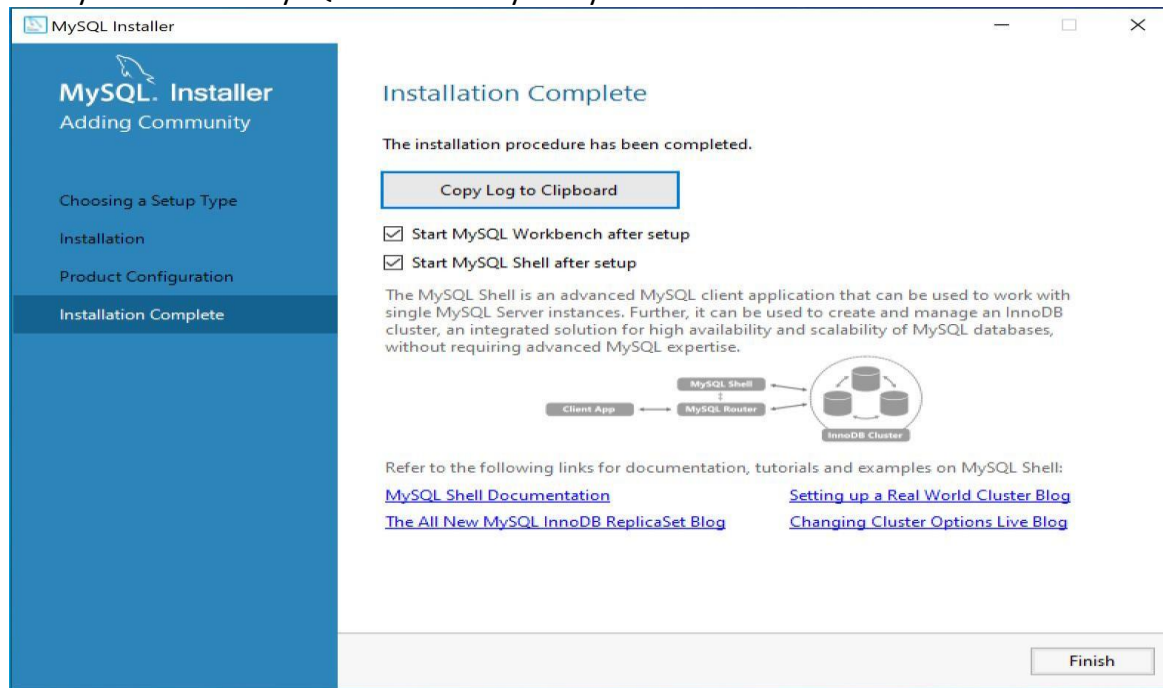 MySQL Installer
MySQL. Installer
Adding Community
Choosing a Setup Type
Installation
Product Configuration
Installation Complete
Installation Complete
The installation procedure has been completed.
Copy Log to Clipboard
Start MySQL Workbench after setup
Start MySQL Shell after setup
The MySQL Shell is an advanced MySQL client application that can be used to work with
single MySQL Server instances. Further, it can be used to create and manage an InnoDB
cluster, an integrated solution for high availability and scalability of MySQL databases,
without requiring advanced MySQL expertise.
MySQL Shell
Client App
MySQL Router
InnoDB Cluster
Refer to the following links for documentation, tutorials and examples on MySQL Shell:
MySQL Shell Documentation
Setting up a Real World Cluster Blog
The All New MySQL InnoDB ReplicaSet Blog
Changing Cluster Options Live Blog
Finish